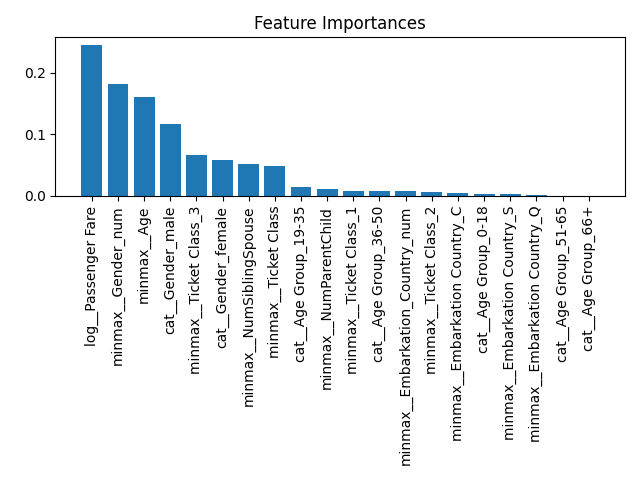 Feature Importances
0.2
0.1
0.0
log__Passenger Fare
minmax__Gender_num
minmax__Age
cat__Gender_male
minmax__Ticket Class_3
cat__Gender_female
minmax__NumSiblingSpouse
minmax__Ticket Class
cat__Age Group_19-35
minmax__NumParentChild
minmax__Ticket Class_1
cat__Age Group_36-50
minmax__Embarkation_Country_num
minmax__Ticket Class_2
minmax__Embarkation Country_C
cat__Age Group_0-18
minmax__Embarkation Country_S
minmax__Embarkation Country_Q
cat__Age Group_51-65
cat__Age Group_66+